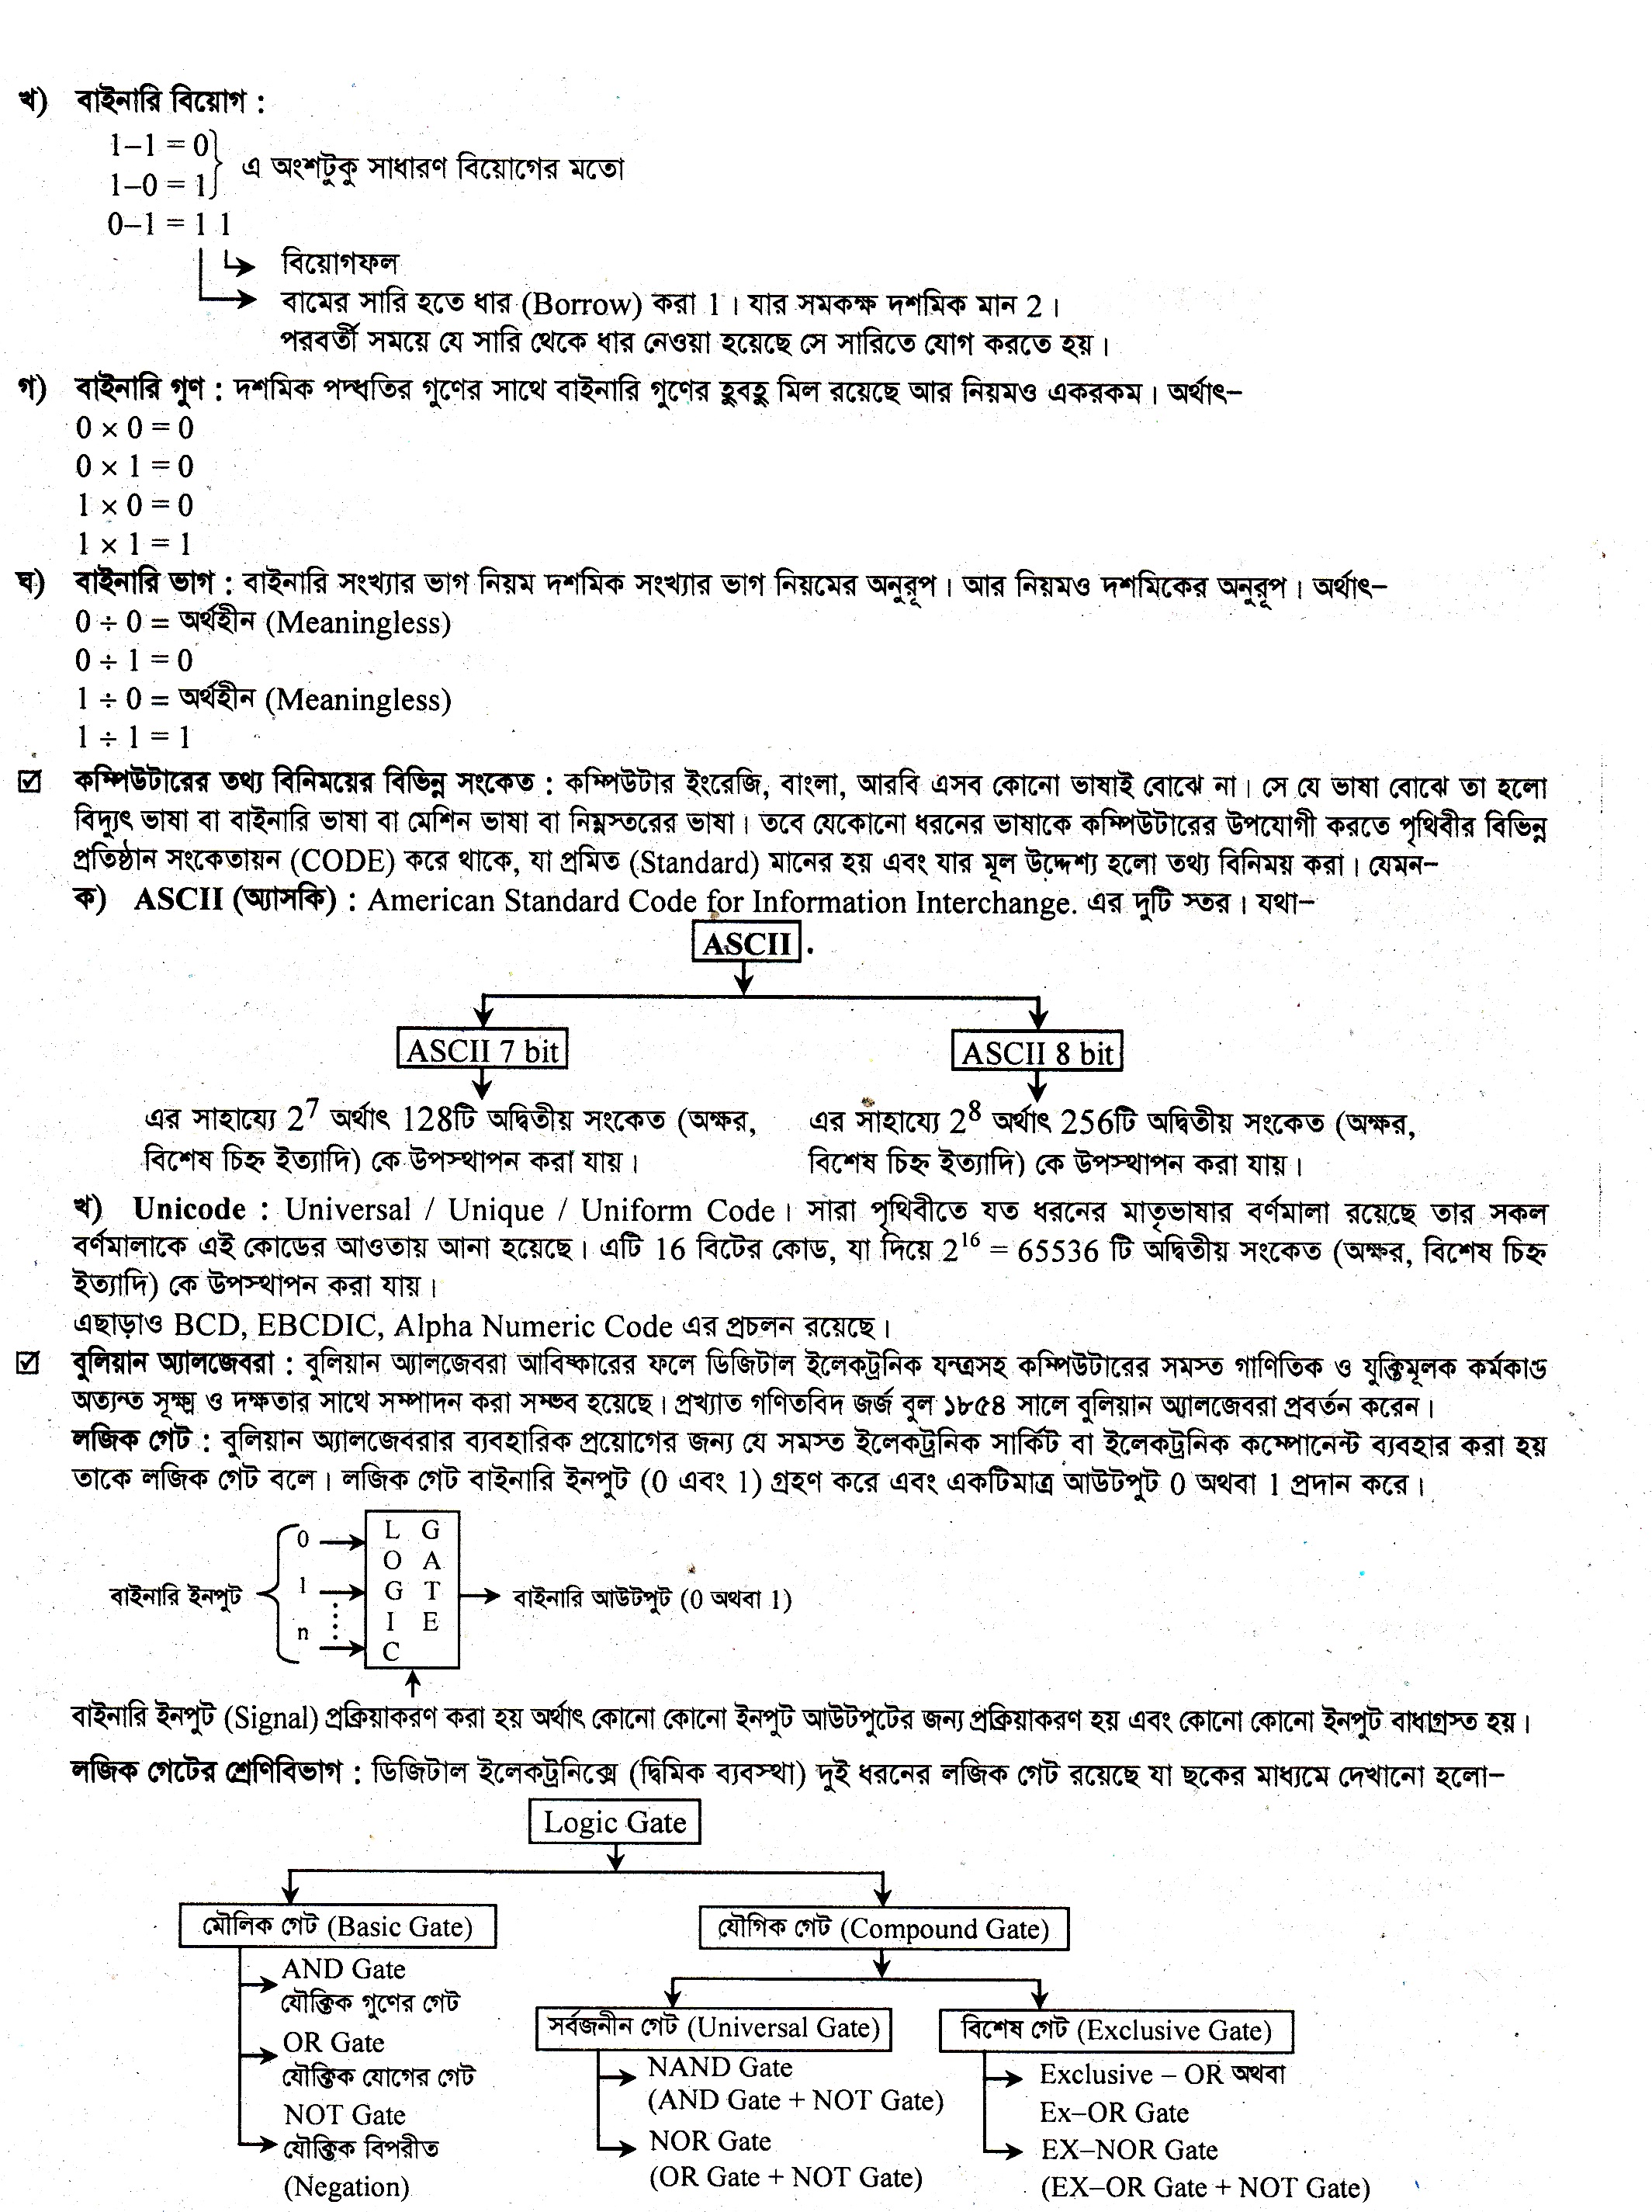 খ) বাইনারি বিয়োগ :
1–1 = 0
1–0 = 1
এ অংশটুকু সাধারণ বিয়োগের মতো
0–1 = 1 1
বিয়োগফল
বামের সারি হতে ধার (Borrow) করা 1। যার সমকক্ষ দশমিক মান 2।
পরবর্তী সময়ে যে সারি থেকে ধার নেওয়া হয়েছে সে সারিতে যোগ করতে হয়।
গ) বাইনারি গুণ : দশমিক পদ্ধতির গুণের সাথে বাইনারি গুণের হুবহু মিল রয়েছে আর নিয়মও একরকম। অর্থাৎ–
0 × 0 = 0
0 × 1 = 0
1 × 0 = 0
1 × 1 = 1
ঘ) বাইনারি ভাগ : বাইনারি সংখ্যার ভাগ নিয়ম দশমিক সংখ্যার ভাগ নিয়মের অনুরূপ। আর নিয়মও দশমিকের অনুরূপ। অর্থাৎ–
0 ÷ 0 = অর্থহীন (Meaningless)
0 ÷ 1 = 0
1 ÷ 0 = অর্থহীন (Meaningless)
1 ÷ 1 = 1
☑ কম্পিউটারের তথ্য বিনিময়ের বিভিন্ন সংকেত : কম্পিউটার ইংরেজি, বাংলা, আরবি এসব কোনো ভাষাই বোঝে না। সে যে ভাষা বোঝে তা হলো
বিদ্যুৎ ভাষা বা বাইনারি ভাষা বা মেশিন ভাষা বা নিম্নস্তরের ভাষা। তবে যেকোনো ধরনের ভাষাকে কম্পিউটারের উপযোগী করতে পৃথিবীর বিভিন্ন
প্রতিষ্ঠান সংকেতায়ন (CODE) করে থাকে, যা প্রমিত (Standard) মানের হয় এবং যার মূল উদ্দেশ্য হলো তথ্য বিনিময় করা। যেমন–
ক) ASCII (অ্যাসকি) : American Standard Code for Information Interchange. এর দুটি স্তর। যথা–
ASCII
ASCII 7 bit
ASCII 8 bit
এর সাহায্যে 2⁷ অর্থাৎ 128টি অদ্বিতীয় সংকেত (অক্ষর,
বিশেষ চিহ্ন ইত্যাদি) কে উপস্থাপন করা যায়।
এর সাহায্যে 2⁸ অর্থাৎ 256টি অদ্বিতীয় সংকেত (অক্ষর,
বিশেষ চিহ্ন ইত্যাদি) কে উপস্থাপন করা যায়।
খ) Unicode : Universal / Unique / Uniform Code। সারা পৃথিবীতে যত ধরনের মাতৃভাষার বর্ণমালা রয়েছে তার সকল
বর্ণমালাকে এই কোডের আওতায় আনা হয়েছে। এটি 16 বিটের কোড, যা দিয়ে 2¹⁶ = 65536 টি অদ্বিতীয় সংকেত (অক্ষর, বিশেষ চিহ্ন
ইত্যাদি) কে উপস্থাপন করা যায়।
এছাড়াও BCD, EBCDIC, Alpha Numeric Code এর প্রচলন রয়েছে।
☑ বুলিয়ান অ্যালজেবরা : বুলিয়ান অ্যালজেবরা আবিষ্কারের ফলে ডিজিটাল ইলেকট্রনিক যন্ত্রসহ কম্পিউটারের সমস্ত গাণিতিক ও যুক্তিমূলক কর্মকাণ্ড
অত্যন্ত সূক্ষ্ম ও দক্ষতার সাথে সম্পাদন করা সম্ভব হয়েছে। প্রখ্যাত গণিতবিদ জর্জ বুল ১৮৫৪ সালে বুলিয়ান অ্যালজেবরা প্রবর্তন করেন।
লজিক গেট : বুলিয়ান অ্যালজেবরার ব্যবহারিক প্রয়োগের জন্য যে সমস্ত ইলেকট্রনিক সার্কিট বা ইলেকট্রনিক কম্পোনেন্ট ব্যবহার করা হয়
তাকে লজিক গেট বলে। লজিক গেট বাইনারি ইনপুট (0 এবং 1) গ্রহণ করে এবং একটিমাত্র আউটপুট 0 অথবা 1 প্রদান করে।
বাইনারি ইনপুট
0
1
n
L G
O A
G T
I E
C
বাইনারি আউটপুট (0 অথবা 1)
বাইনারি ইনপুট (Signal) প্রক্রিয়াকরণ করা হয় অর্থাৎ কোনো কোনো ইনপুট আউটপুটের জন্য প্রক্রিয়াকরণ হয় এবং কোনো কোনো ইনপুট বাধাগ্রস্ত হয়।
লজিক গেটের শ্রেণিবিভাগ : ডিজিটাল ইলেকট্রনিক্সে (দ্বিমিক ব্যবস্থা) দুই ধরনের লজিক গেট রয়েছে যা ছকের মাধ্যমে দেখানো হলো–
Logic Gate
মৌলিক গেট (Basic Gate)
AND Gate
যৌক্তিক গুণের গেট
OR Gate
যৌক্তিক যোগের গেট
NOT Gate
যৌক্তিক বিপরীত
(Negation)
যৌগিক গেট (Compound Gate)
সর্বজনীন গেট (Universal Gate)
NAND Gate
(AND Gate + NOT Gate)
NOR Gate
(OR Gate + NOT Gate)
বিশেষ গেট (Exclusive Gate)
Exclusive – OR অথবা
Ex–OR Gate
EX–NOR Gate
(EX–OR Gate + NOT Gate)